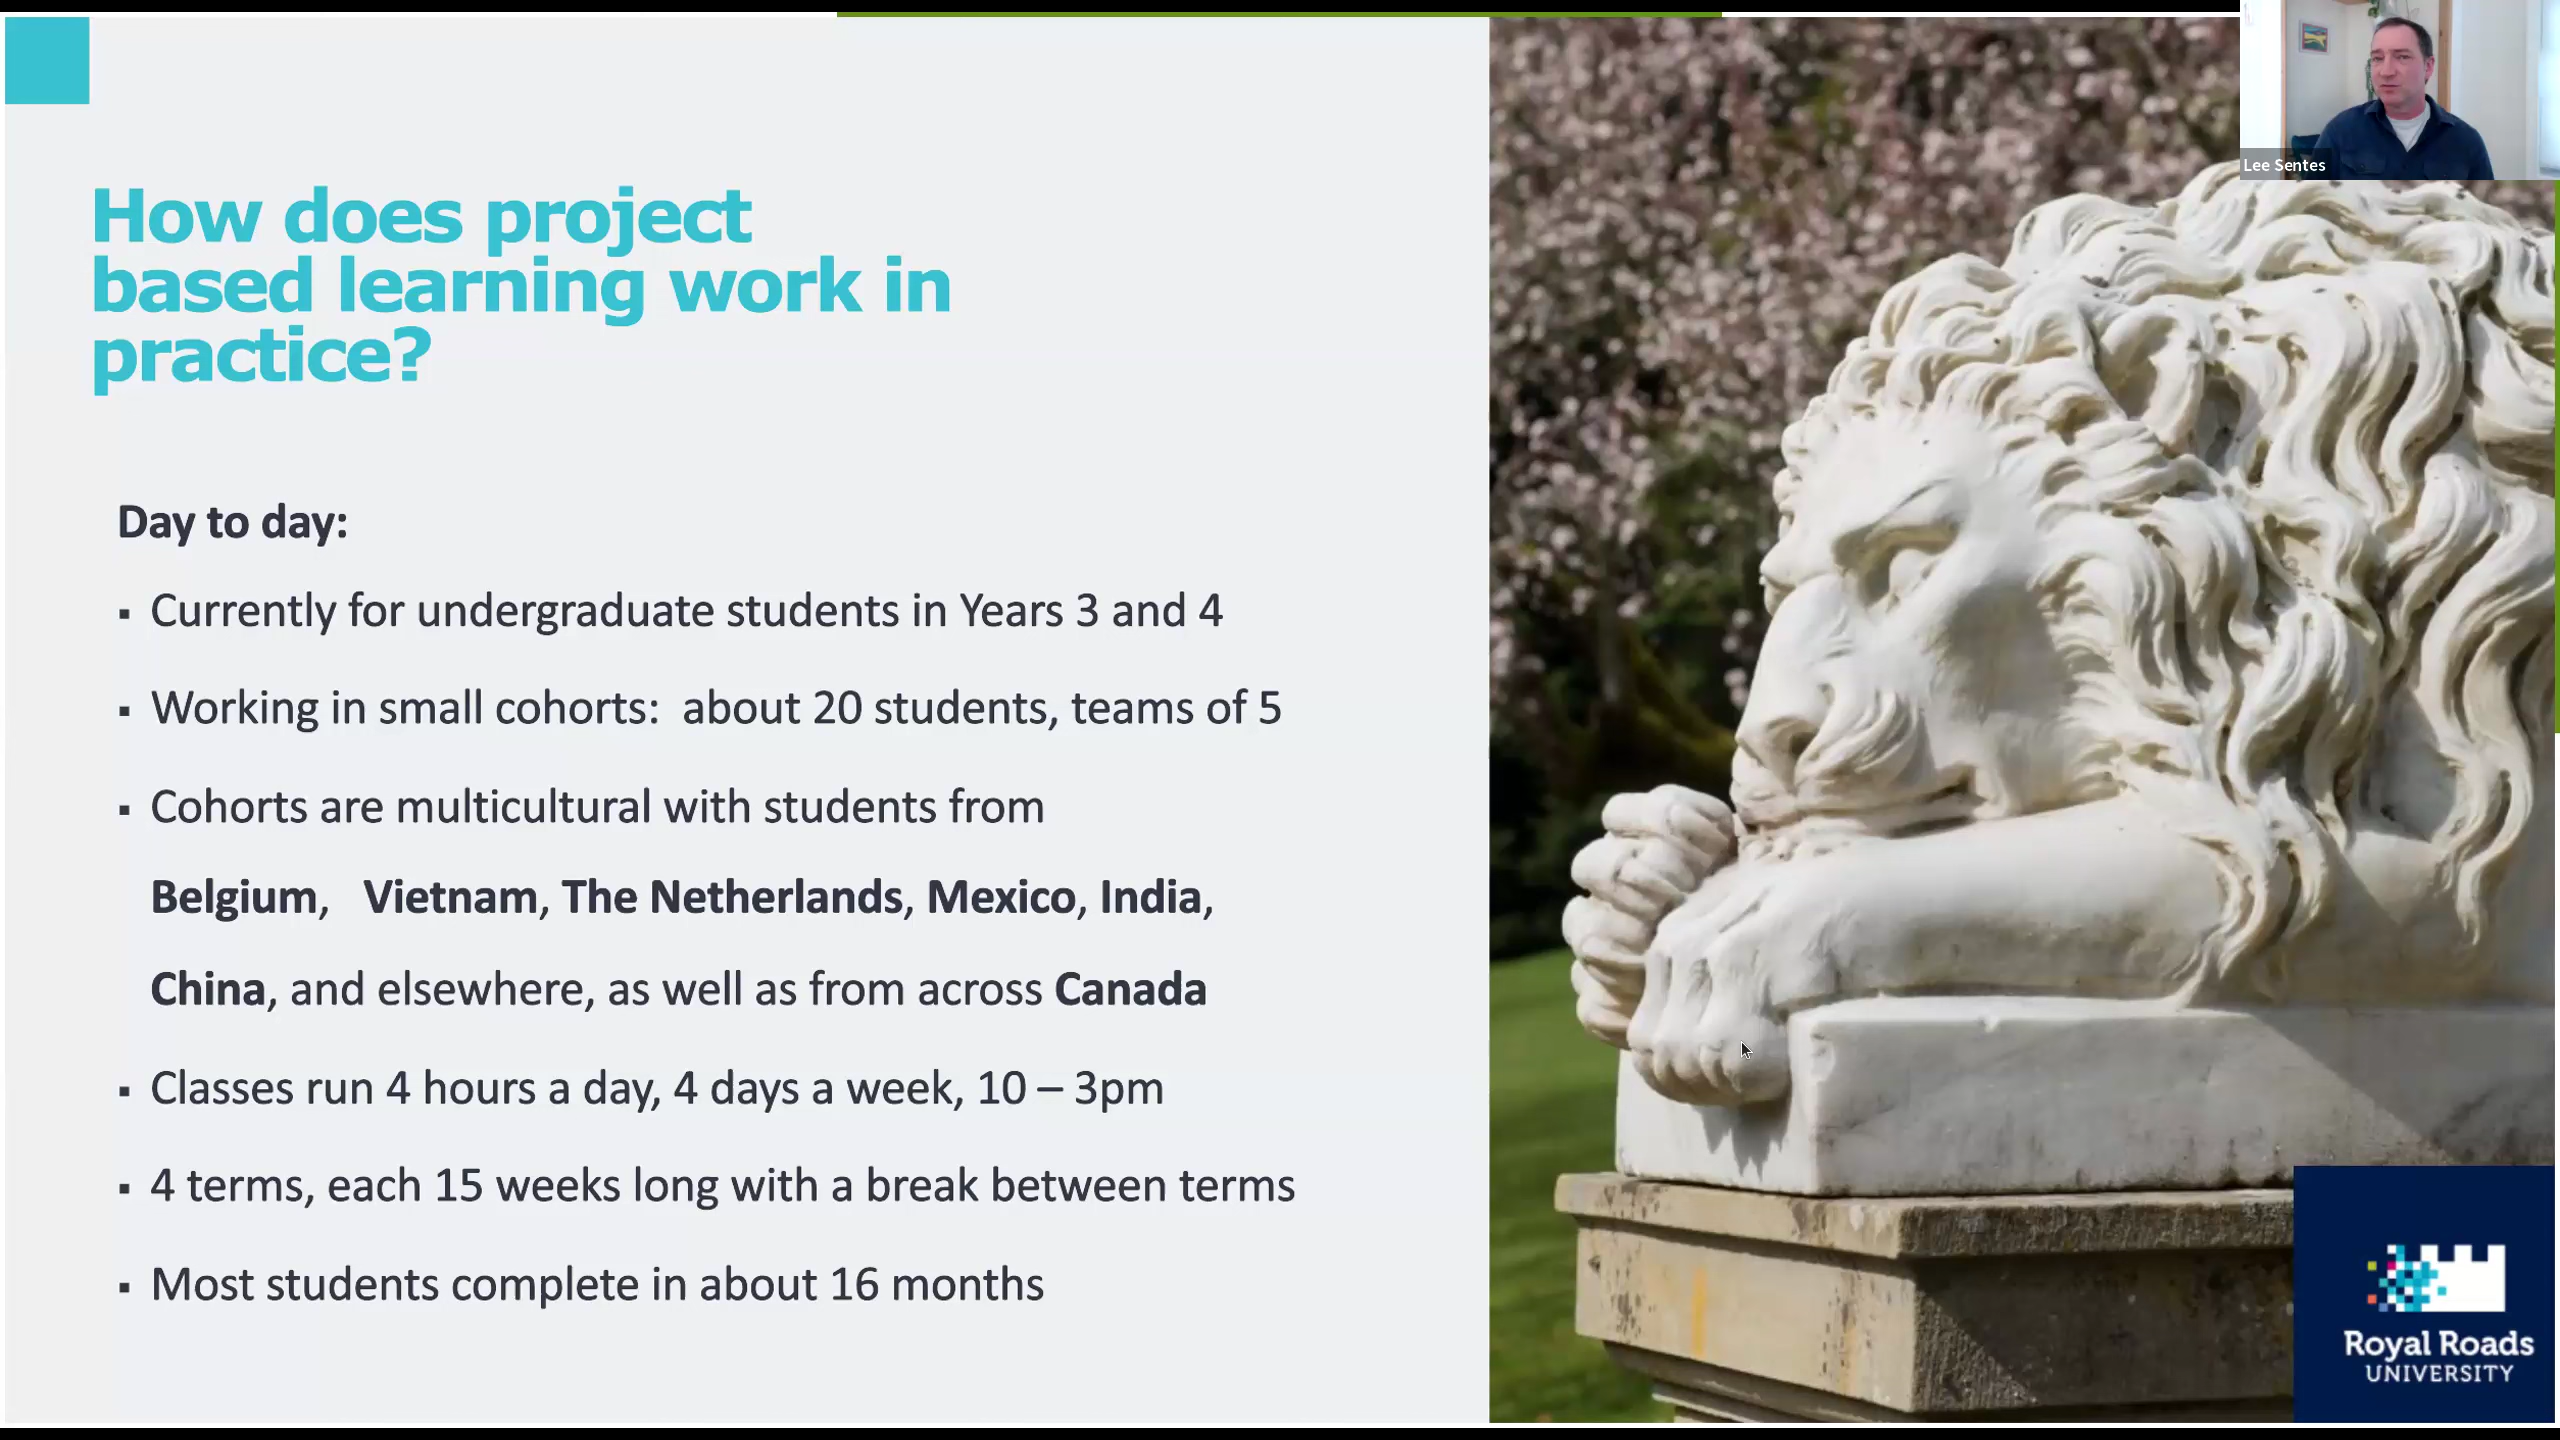 Lee Sentes
How does project
based learning work in
practice?
Day to day:
▪ Currently for undergraduate students in Years 3 and 4
▪ Working in small cohorts:  about 20 students, teams of 5
▪ Cohorts are multicultural with students from
Belgium,   Vietnam, The Netherlands, Mexico, India,
China, and elsewhere, as well as from across Canada
▪ Classes run 4 hours a day, 4 days a week, 10 – 3pm
▪ 4 terms, each 15 weeks long with a break between terms
▪ Most students complete in about 16 months
Royal Roads
UNIVERSITY